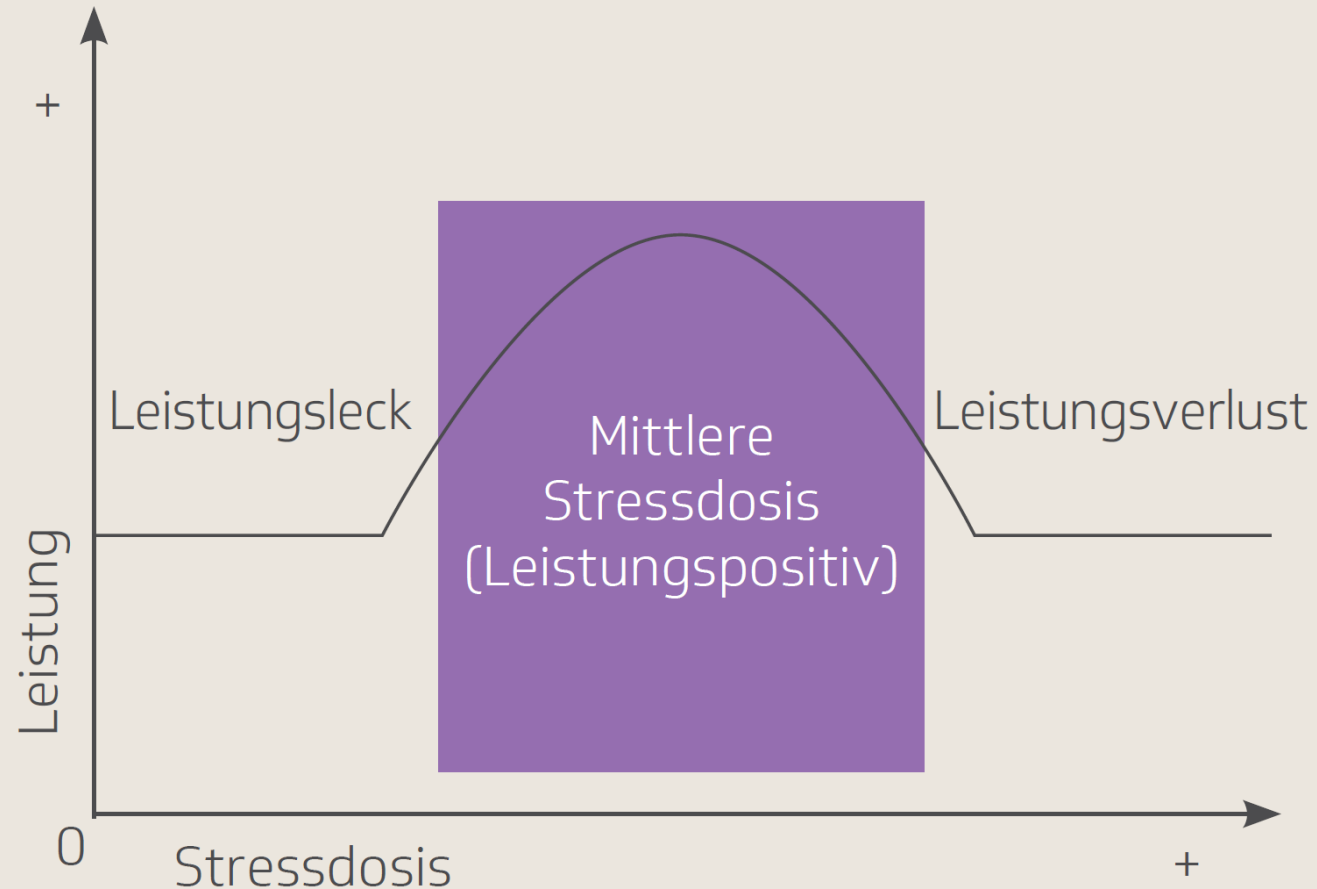 +
Leistungsleck
Leistungsverlust
Mittlere
Stressdosis
(Leistungspositiv)
Leistung
0
Stressdosis
+